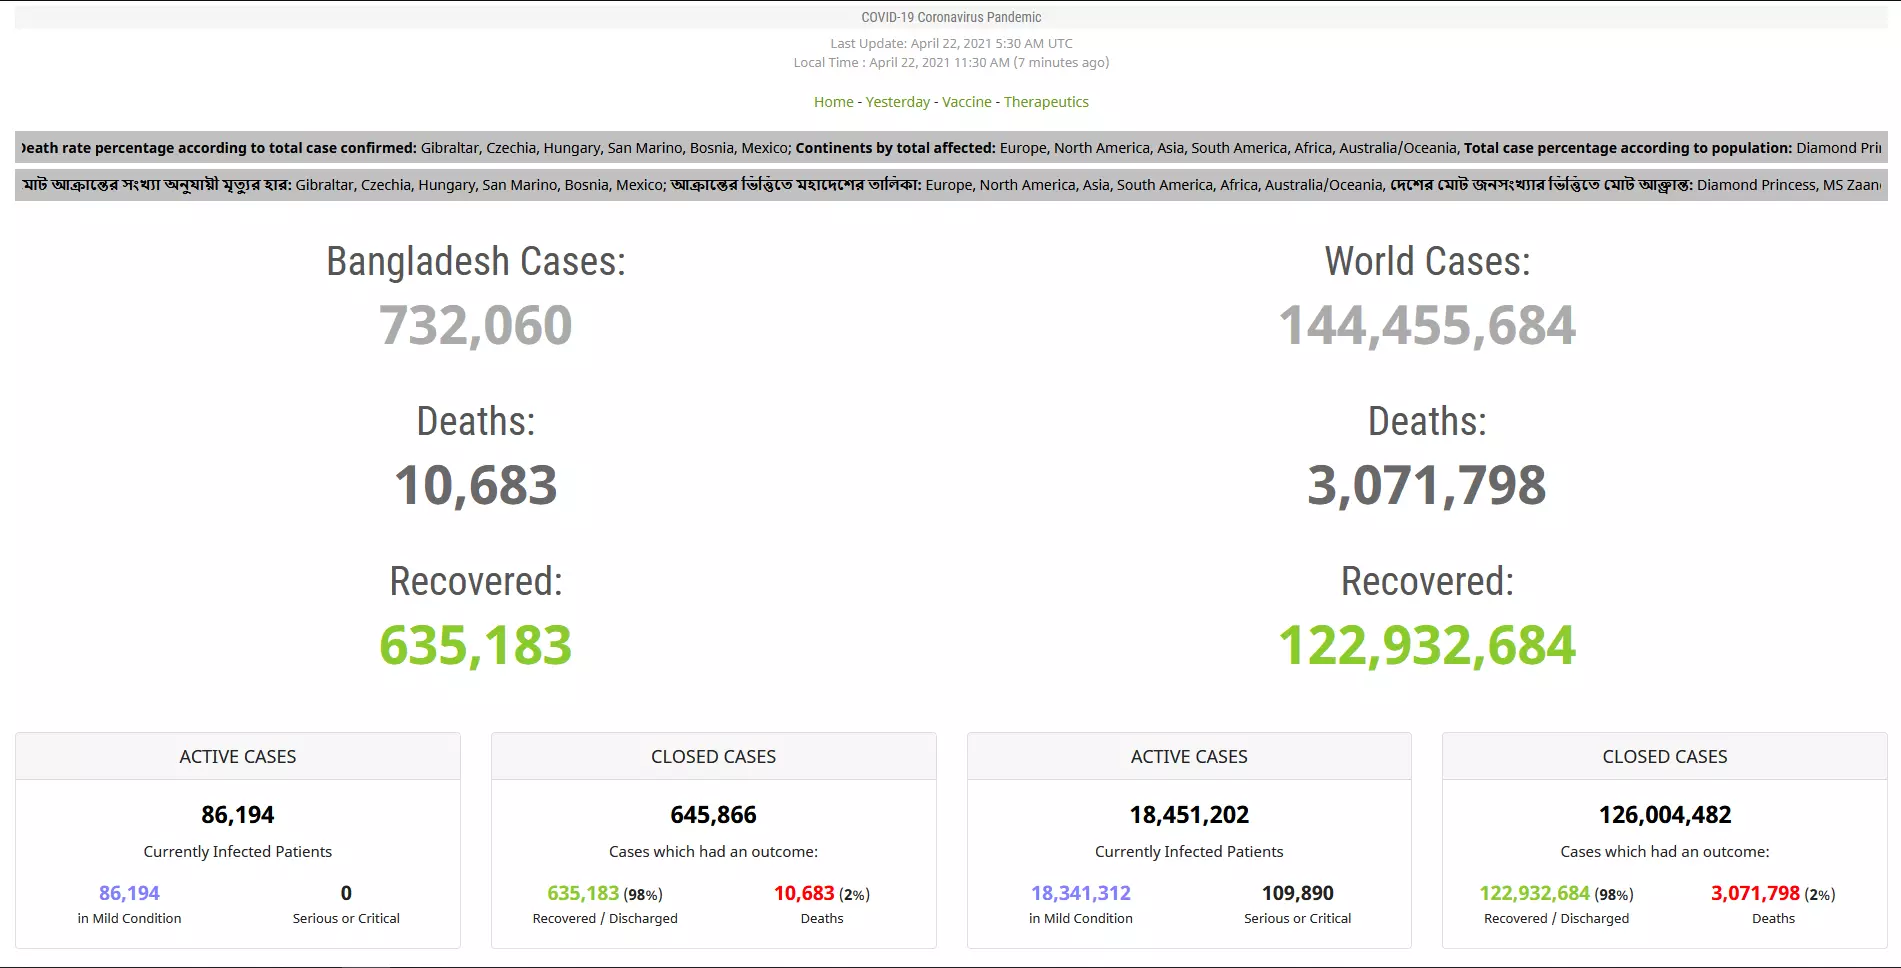 COVID-19 Coronavirus Pandemic
Last Update: April 22, 2021 5:30 AM UTC
Local Time : April 22, 2021 11:30 AM (7 minutes ago)
Home - Yesterday - Vaccine - Therapeutics
rate percentage according to total case confirmed: Gibraltar, Czechia, Hungary, San Marino, Bosnia, Mexico; Continents by total affected: Europe, North America, Asia, South America, Africa, Australia/Oceania, Total case percentage according to population: Diamond
আক্রান্তের সংখ্যা অনুযায়ী মৃত্যুর হার: Gibraltar, Czechia, Hungary, San Marino, Bosnia, Mexico; আক্রান্তের ভিত্তিতে মহাদেশের তালিকা: Europe, North America, Asia, South America, Africa, Australia/Oceania, দেশের মোট জনসংখ্যার ভিত্তিতে মোট আক্রান্ত: Diamond Princess, MS
Bangladesh Cases:
732,060
Deaths:
10,683
Recovered:
635,183
World Cases:
144,455,684
Deaths:
3,071,798
Recovered:
122,932,684
ACTIVE CASES
86,194
Currently Infected Patients
86,194
in Mild Condition
0
Serious or Critical
CLOSED CASES
645,866
Cases which had an outcome:
635,183 (98%)
Recovered / Discharged
10,683 (2%)
Deaths
ACTIVE CASES
18,451,202
Currently Infected Patients
18,341,312
in Mild Condition
109,890
Serious or Critical
CLOSED CASES
126,004,482
Cases which had an outcome:
122,932,684 (98%)
Recovered / Discharged
3,071,798 (2%)
Deaths